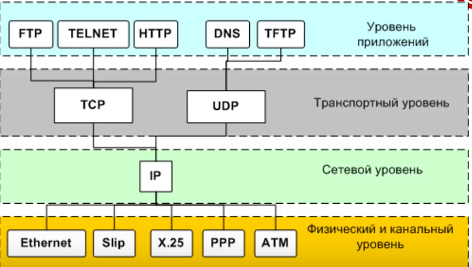 FTP TELNET HTTP DNS TFTP Уровень
приложений
TCP UDP Транспортный уровень
IP Сетевой уровень
Физический и канальный
уровень
Ethernet Slip X.25 PPP ATM